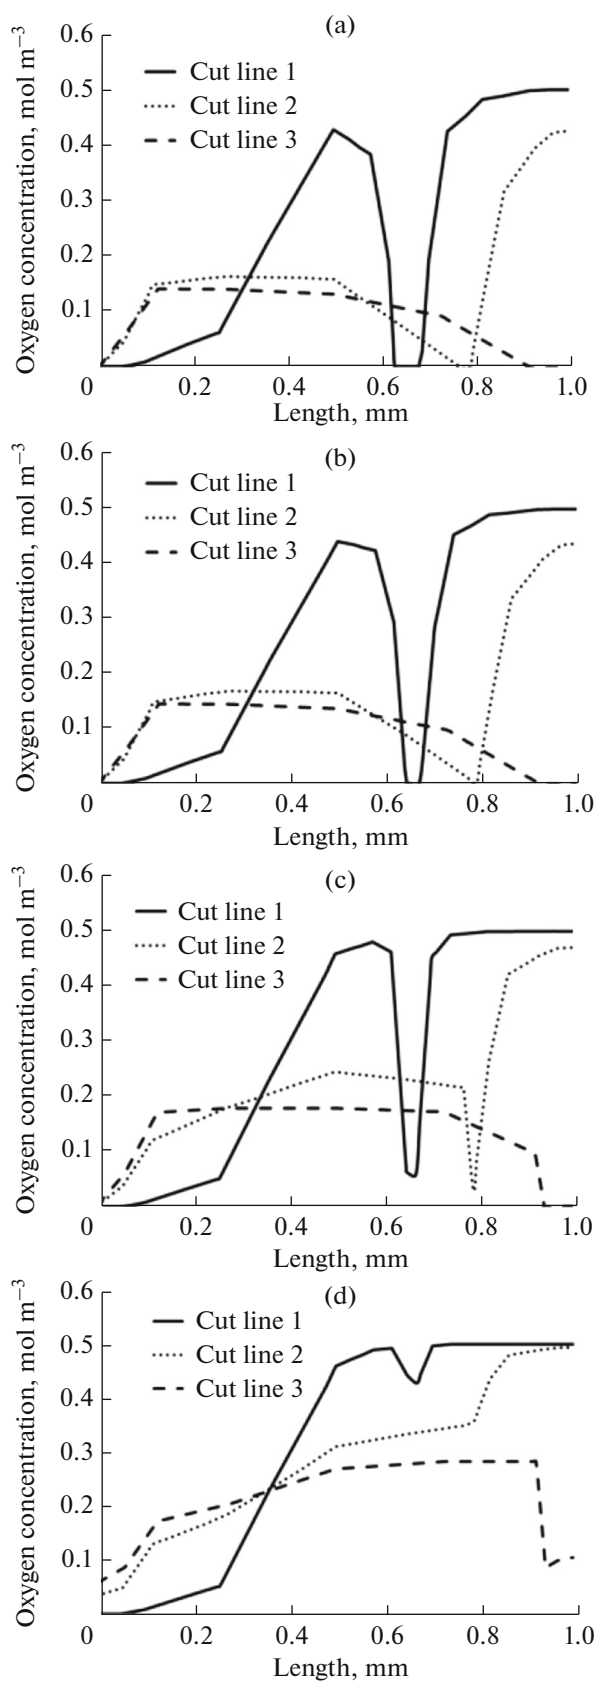 (a)
0.6
0.5
0.4
0.3
0.2
0.1
Oxygen concentration, mol m−3
Cut line 1
Cut line 2
Cut line 3
0 0.2 0.4 0.6 0.8 1.0
Length, mm
(b)
0.6
0.5
0.4
0.3
0.2
0.1
Oxygen concentration, mol m−3
Cut line 1
Cut line 2
Cut line 3
0 0.2 0.4 0.6 0.8 1.0
Length, mm
(c)
0.6
0.5
0.4
0.3
0.2
0.1
Oxygen concentration, mol m−3
Cut line 1
Cut line 2
Cut line 3
0 0.2 0.4 0.6 0.8 1.0
Length, mm
(d)
0.6
0.5
0.4
0.3
0.2
0.1
Oxygen concentration, mol m−3
Cut line 1
Cut line 2
Cut line 3
0 0.2 0.4 0.6 0.8 1.0
Length, mm